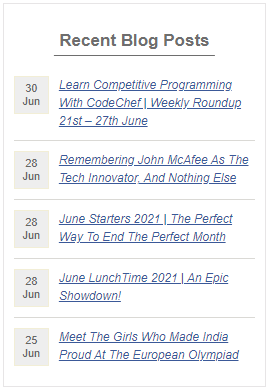 Recent Blog Posts
30
Jun
Learn Competitive Programming
With CodeChef | Weekly Roundup
21st – 27th June
28
Jun
Remembering John McAfee As The
Tech Innovator, And Nothing Else
28
Jun
June Starters 2021 | The Perfect
Way To End The Perfect Month
28
Jun
June LunchTime 2021 | An Epic
Showdown!
25
Jun
Meet The Girls Who Made India
Proud At The European Olympiad